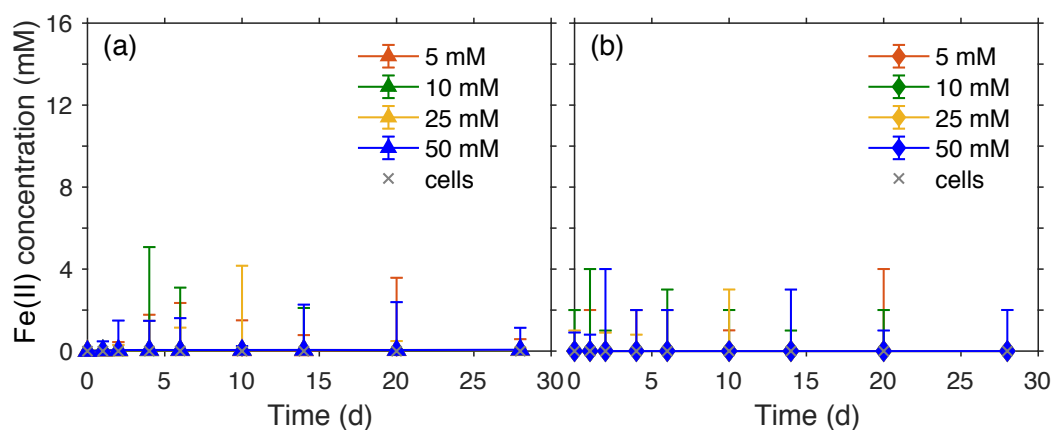 Fe(II) concentration (mM)
16
12
8
4
0
(a)
5 mM
10 mM
25 mM
50 mM
cells
0 5 10 15 20 25 30
Time (d)
(b)
5 mM
10 mM
25 mM
50 mM
cells
0 5 10 15 20 25 30
Time (d)